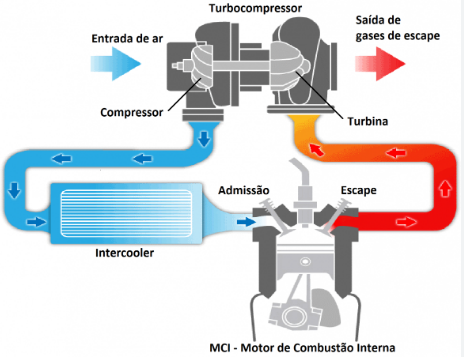 Turbocompressor
Entrada de ar
Saída de
gases de escape
Compressor
Turbina
Admissão
Escape
Intercooler
MCI - Motor de Combustão Interna